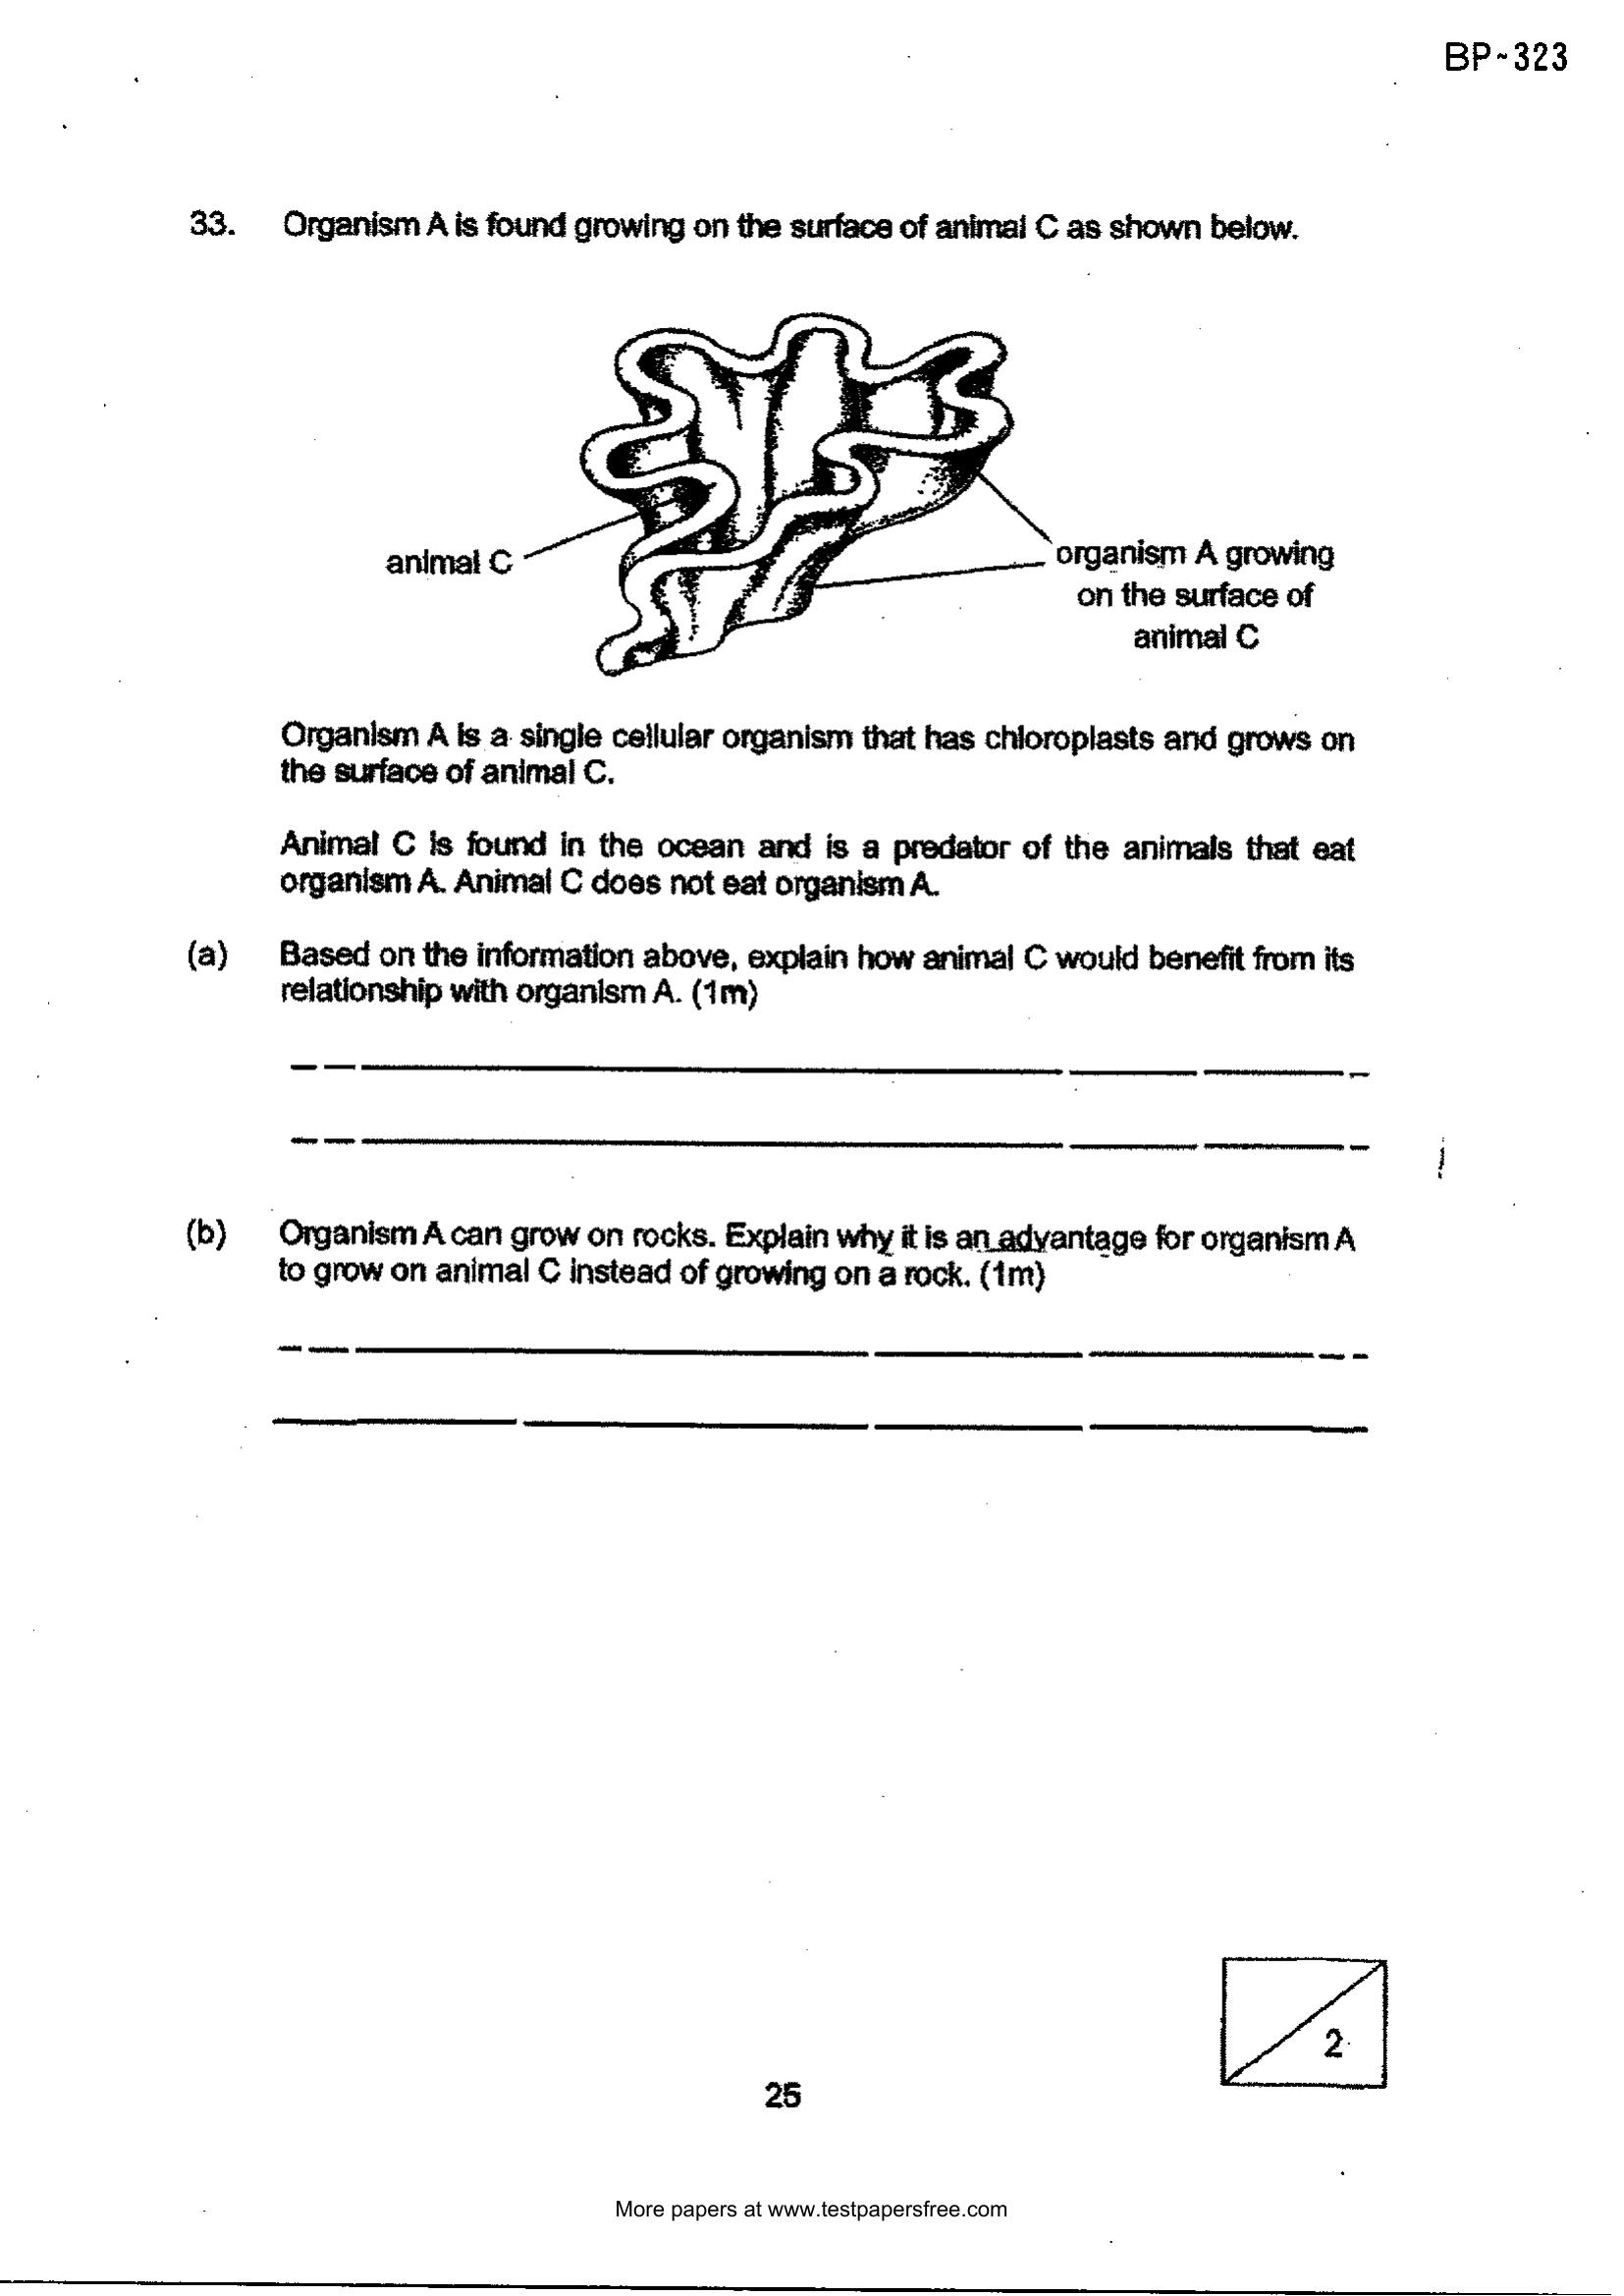 BP~323
33. Organism A is found growing on the surface of animal C as shown below.
animal C
organism A growing
on the surface of
animal C
Organism A is a single cellular organism that has chloroplasts and grows on
the surface of animal C.
Animal C is found in the ocean and is a predator of the animals that eat
organism A. Animal C does not eat organism A.
(a) Based on the information above, explain how animal C would benefit from its
relationship with organism A. (1m)
(b) Organism A can grow on rocks. Explain why it is an advantage for organism A
to grow on animal C instead of growing on a rock. (1m)
2
25
More papers at www.testpapersfree.com